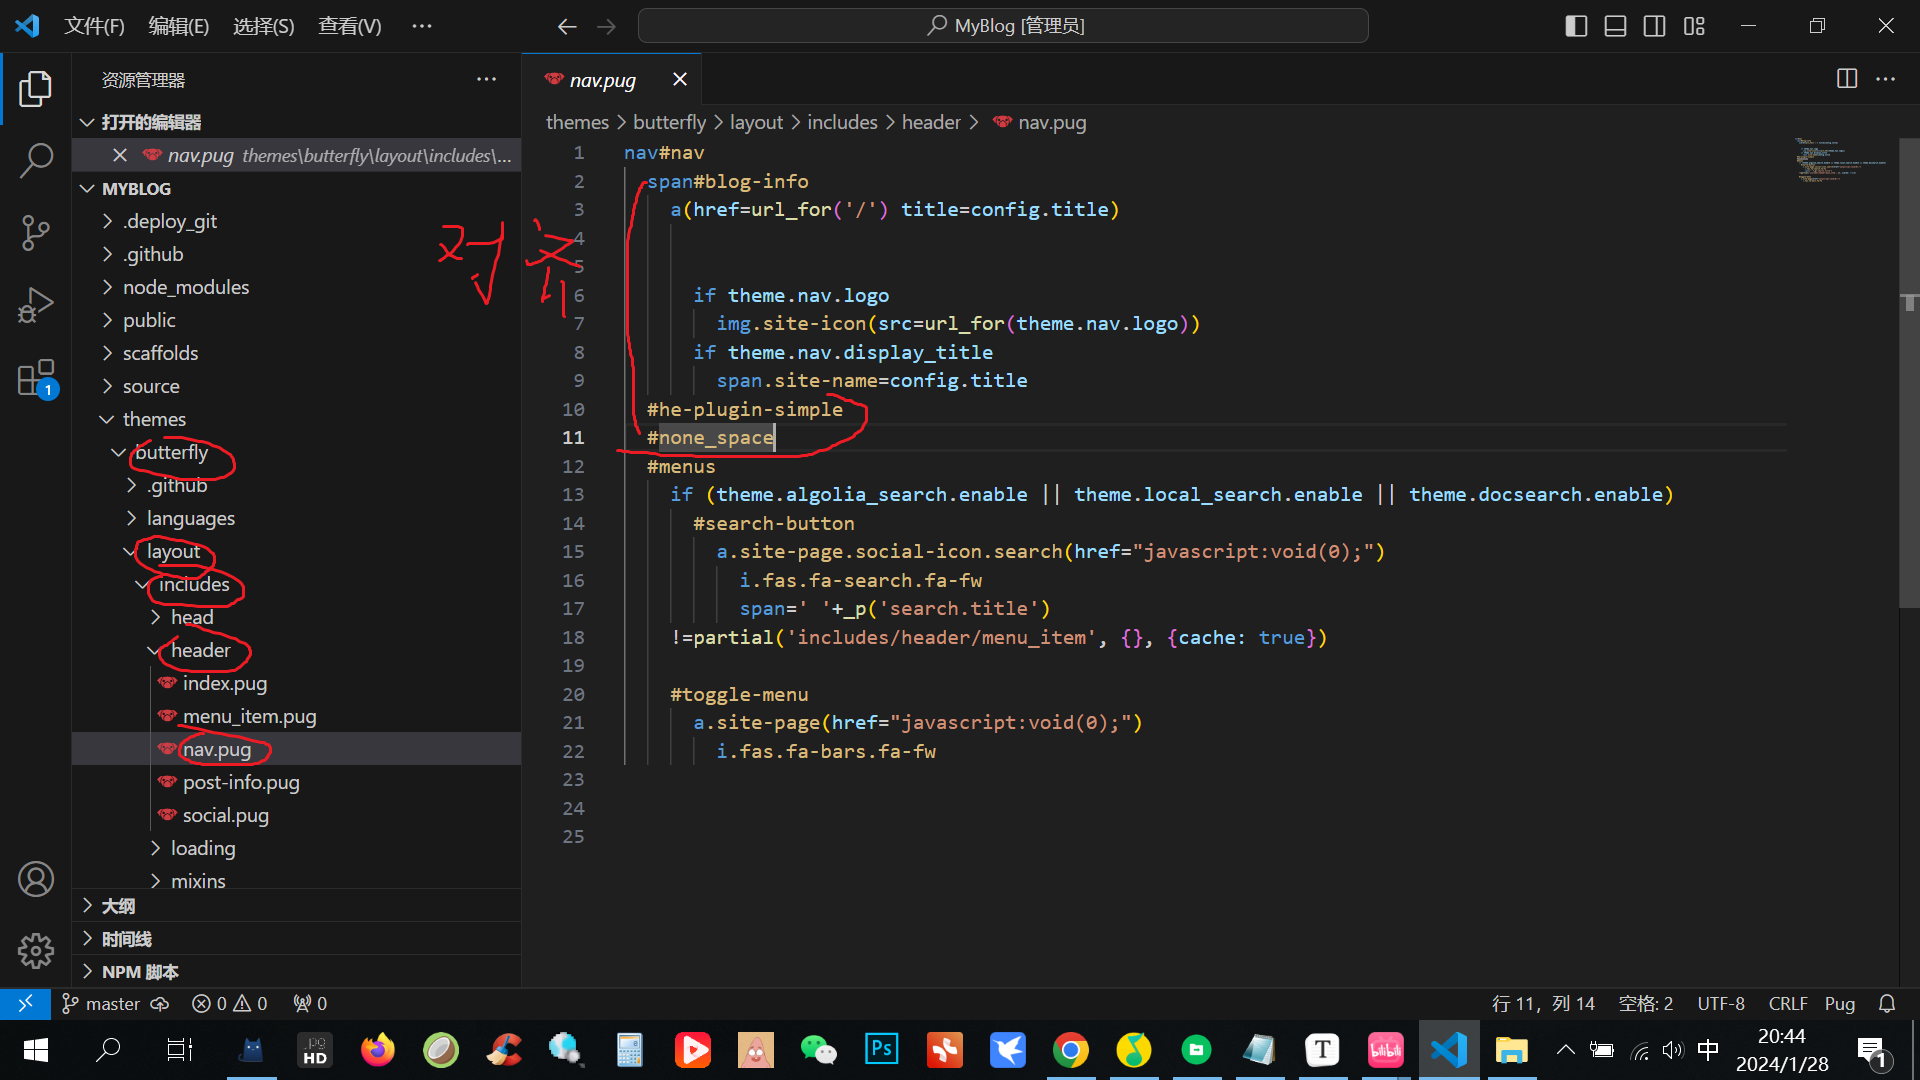 文件(F) 编辑(E) 选择(S) 查看(V) ··· MyBlog [管理员]
资源管理器
打开的编辑器
nav.pug themes\butterfly\layout\includes\...
MYBLOG
.deploy_git
.github
node_modules
public
scaffolds
source
themes
butterfly
.github
languages
layout
includes
head
header
index.pug
menu_item.pug
nav.pug
post-info.pug
social.pug
loading
mixins
大纲
时间线
NPM 脚本
1
nav.pug
themes > butterfly > layout > includes > header > nav.pug
1 nav#nav
2 span#blog-info
3 a(href=url_for('/') title=config.title)
4
5
6 if theme.nav.logo
7 img.site-icon(src=url_for(theme.nav.logo))
8 if theme.nav.display_title
9 span.site-name=config.title
10 #he-plugin-simple
11 #none_space
12 #menus
13 if (theme.algolia_search.enable || theme.local_search.enable || theme.docsearch.enable)
14 #search-button
15 a.site-page.social-icon.search(href="javascript:void(0);")
16 i.fas.fa-search.fa-fw
17 span=' '+_p('search.title')
18 !=partial('includes/header/menu_item', {}, {cache: true})
19
20 #toggle-menu
21 a.site-page(href="javascript:void(0);")
22 i.fas.fa-bars.fa-fw
23
24
25
对齐
master 0 0 0 行 11，列 14 空格: 2 UTF-8 CRLF Pug
.PG HD Ps T bilibili 中 20:44
2024/1/28 1